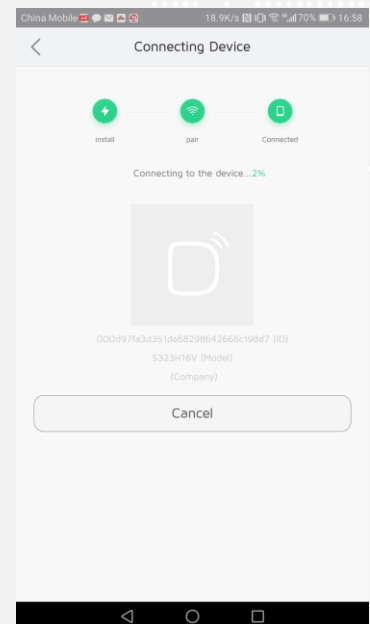 China Mobile 18.9K/s 70% 16:58
Connecting Device
install pair Connected
Connecting to the device...2%
000d97fa3d351da68298642666c198d7 (ID)
S323H16V (Model)
(Company)
Cancel